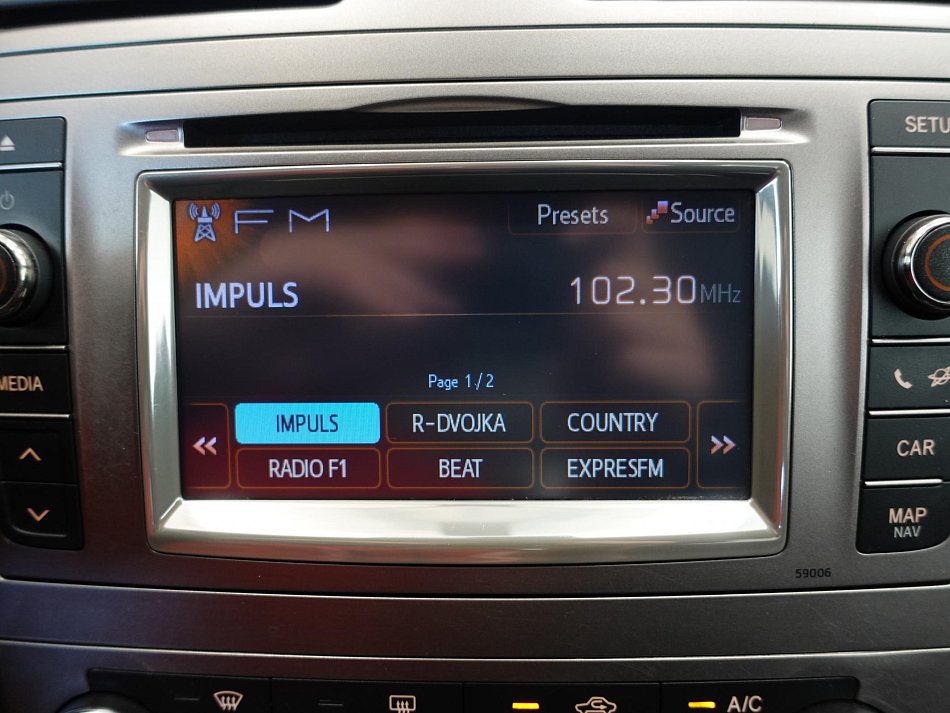 SETU
FM Presets Source
IMPULS 102.30MHz
Page 1/2
MEDIA
IMPULS R-DVOJKA COUNTRY
RADIO F1 BEAT EXPRESFM
CAR
MAP
NAV
59006
A/C